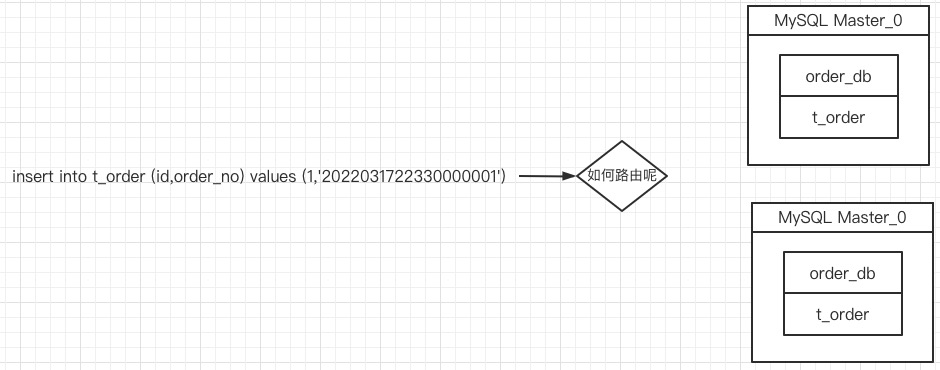 MySQL Master_0
order_db
t_order
insert into t_order (id,order_no) values (1,'2022031722330000001')
如何路由呢
MySQL Master_0
order_db
t_order